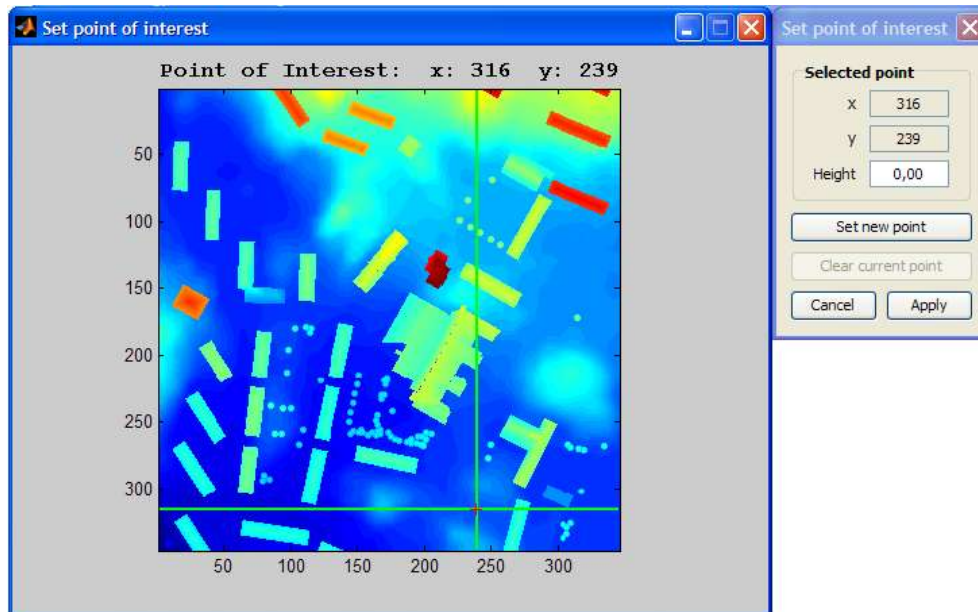 Set point of interest
Point of Interest: x: 316 y: 239
50
100
150
200
250
300
50 100 150 200 250 300
Set point of interest
Selected point
x 316
y 239
Height 0,00
Set new point
Clear current point
Cancel Apply